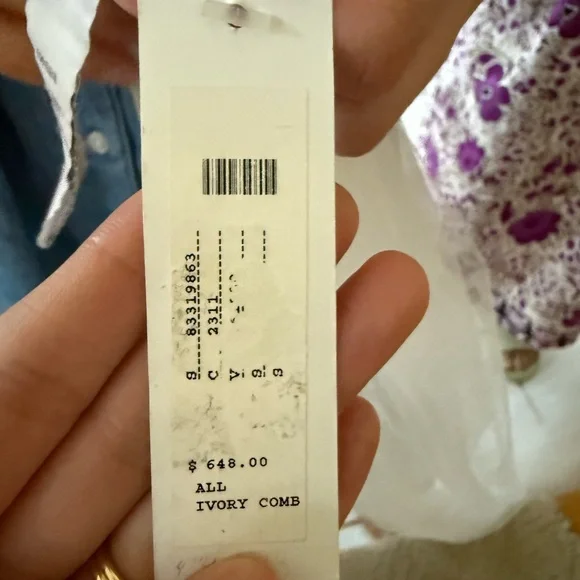 S 83319863
C 2311
V
S
S
$ 648.00
ALL
IVORY COMB